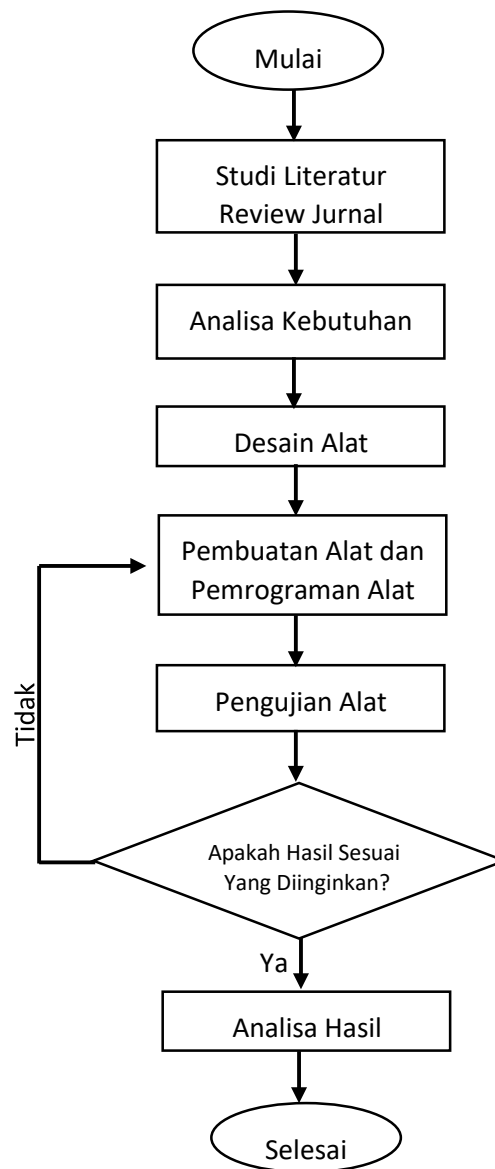 Mulai
Studi Literatur
Review Jurnal
Analisa Kebutuhan
Desain Alat
Pembuatan Alat dan
Pemrograman Alat
Pengujian Alat
Tidak
Apakah Hasil Sesuai
Yang Diinginkan?
Ya
Analisa Hasil
Selesai